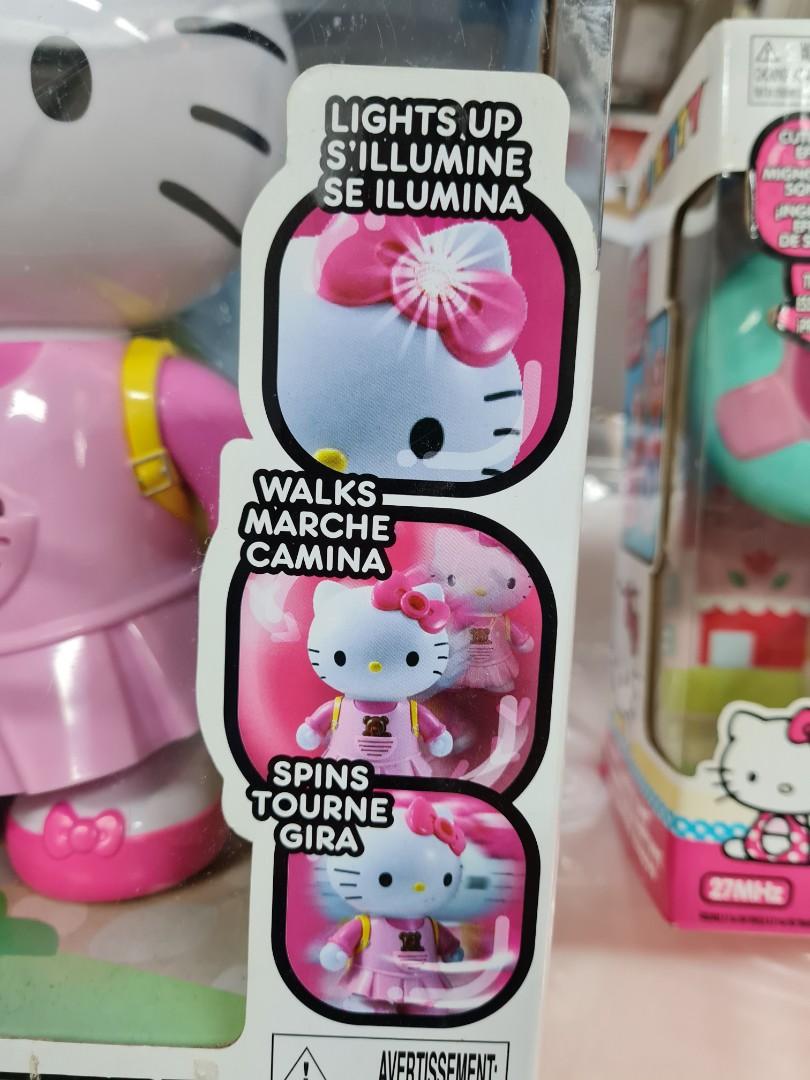 LIGHTS UP
S'ILLUMINE
SE ILUMINA
WALKS
MARCHE
CAMINA
SPINS
TOURNE
GIRA
AVERTISSEMENT:
27MHz